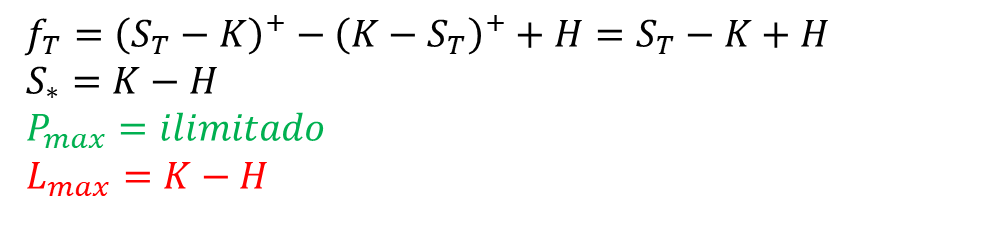 f_T = (S_T − K)^+ − (K − S_T)^+ + H = S_T − K + H
S_* = K − H
P_max = ilimitado
L_max = K − H